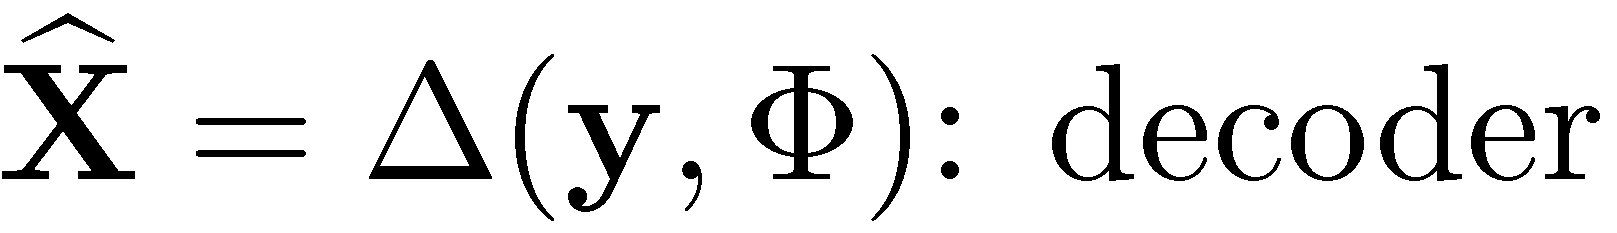 X̂ = Δ(y, Φ): decoder